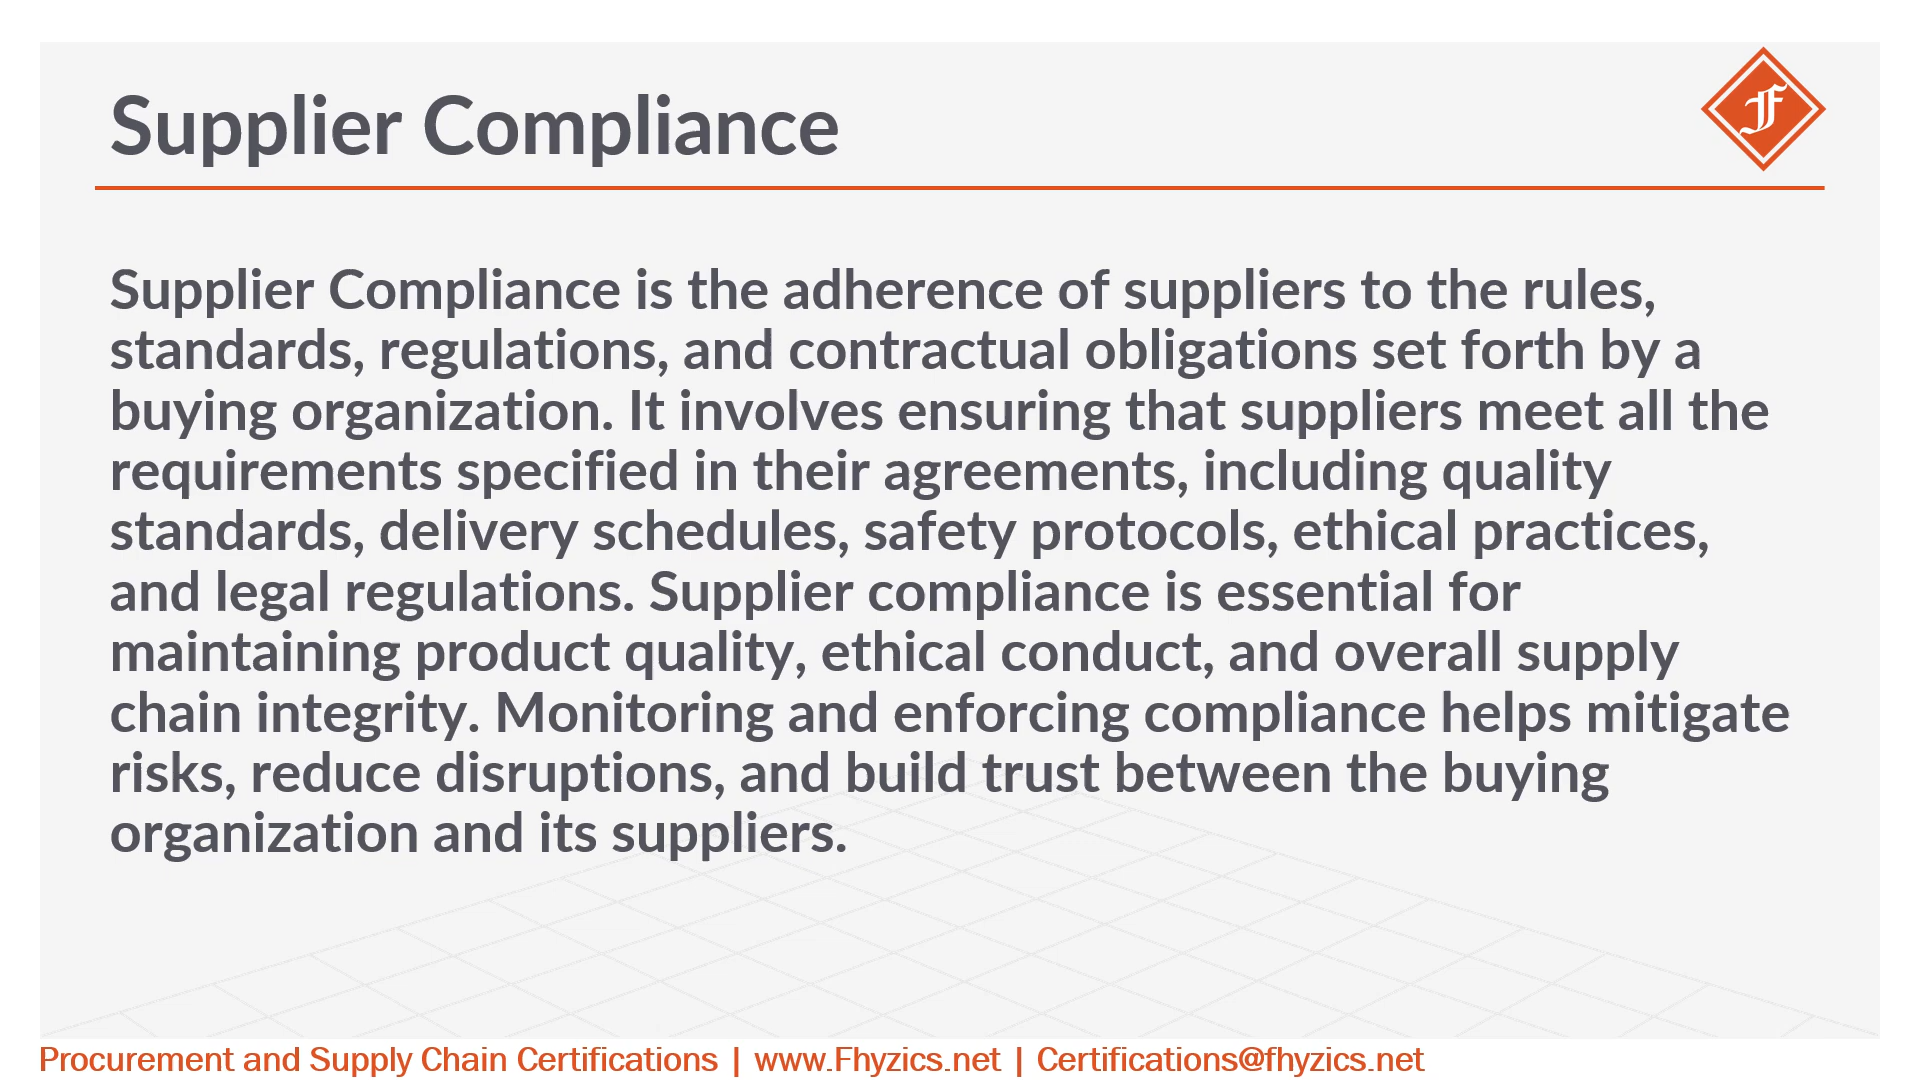 Supplier Compliance
Supplier Compliance is the adherence of suppliers to the rules,
standards, regulations, and contractual obligations set forth by a
buying organization. It involves ensuring that suppliers meet all the
requirements specified in their agreements, including quality
standards, delivery schedules, safety protocols, ethical practices,
and legal regulations. Supplier compliance is essential for
maintaining product quality, ethical conduct, and overall supply
chain integrity. Monitoring and enforcing compliance helps mitigate
risks, reduce disruptions, and build trust between the buying
organization and its suppliers.
Procurement and Supply Chain Certifications | www.Fhyzics.net | Certifications@fhyzics.net